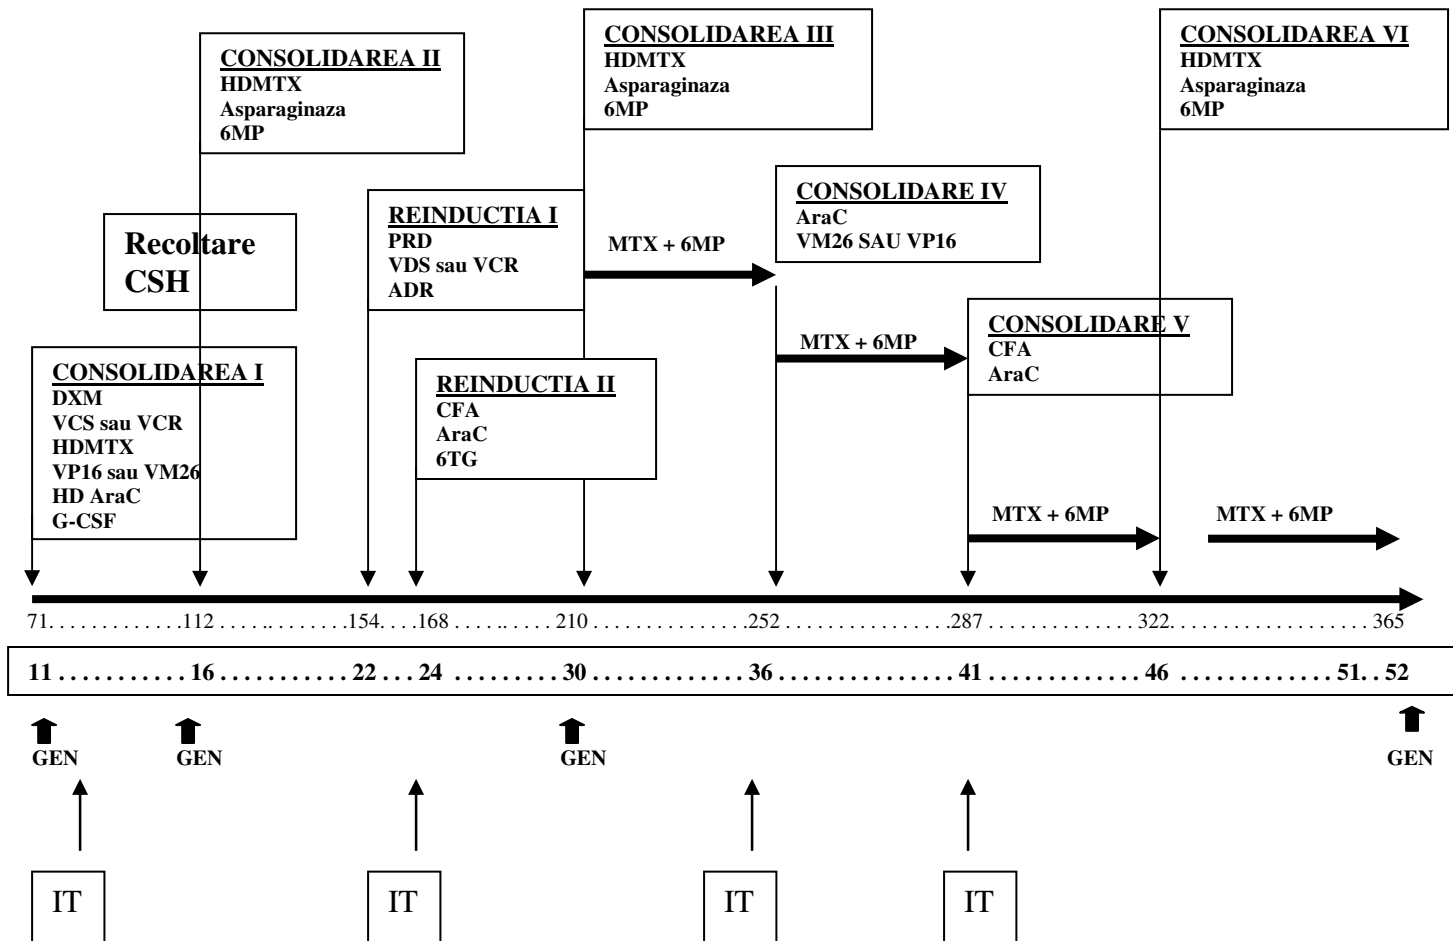 CONSOLIDAREA II
HDMTX
Asparaginaza
6MP
CONSOLIDAREA III
HDMTX
Asparaginaza
6MP
CONSOLIDAREA VI
HDMTX
Asparaginaza
6MP
Recoltare
CSH
REINDUCTIA I
PRD
VDS sau VCR
ADR
MTX + 6MP
CONSOLIDARE IV
AraC
VM26 SAU VP16
CONSOLIDAREA I
DXM
VCS sau VCR
HDMTX
VP16 sau VM26
HD AraC
G-CSF
REINDUCTIA II
CFA
AraC
6TG
MTX + 6MP
CONSOLIDARE V
CFA
AraC
MTX + 6MP
MTX + 6MP
71. . . . . . . . . . . . .112 . . . . . . . . . . . . .154. . . .168 . . . . .. . . 210 . . . . . . . . . . . . . . .252 . . . . . . . . . . . . . . .287 . . . . . . . . . . . . . .322. . . . . . . . . . . . . . . . . . 365
11 . . . . . . . . . . . 16 . . . . . . . . . . . 22 . . . 24 . . . . . . . . . . 30 . . . . . . . . . . . . . . 36 . . . . . . . . . . . . . . . . 41 . . . . . . . . . . . . . 46 . . . . . . . . . . . . . 51. . 52
GEN
GEN
GEN
GEN
IT
IT
IT
IT